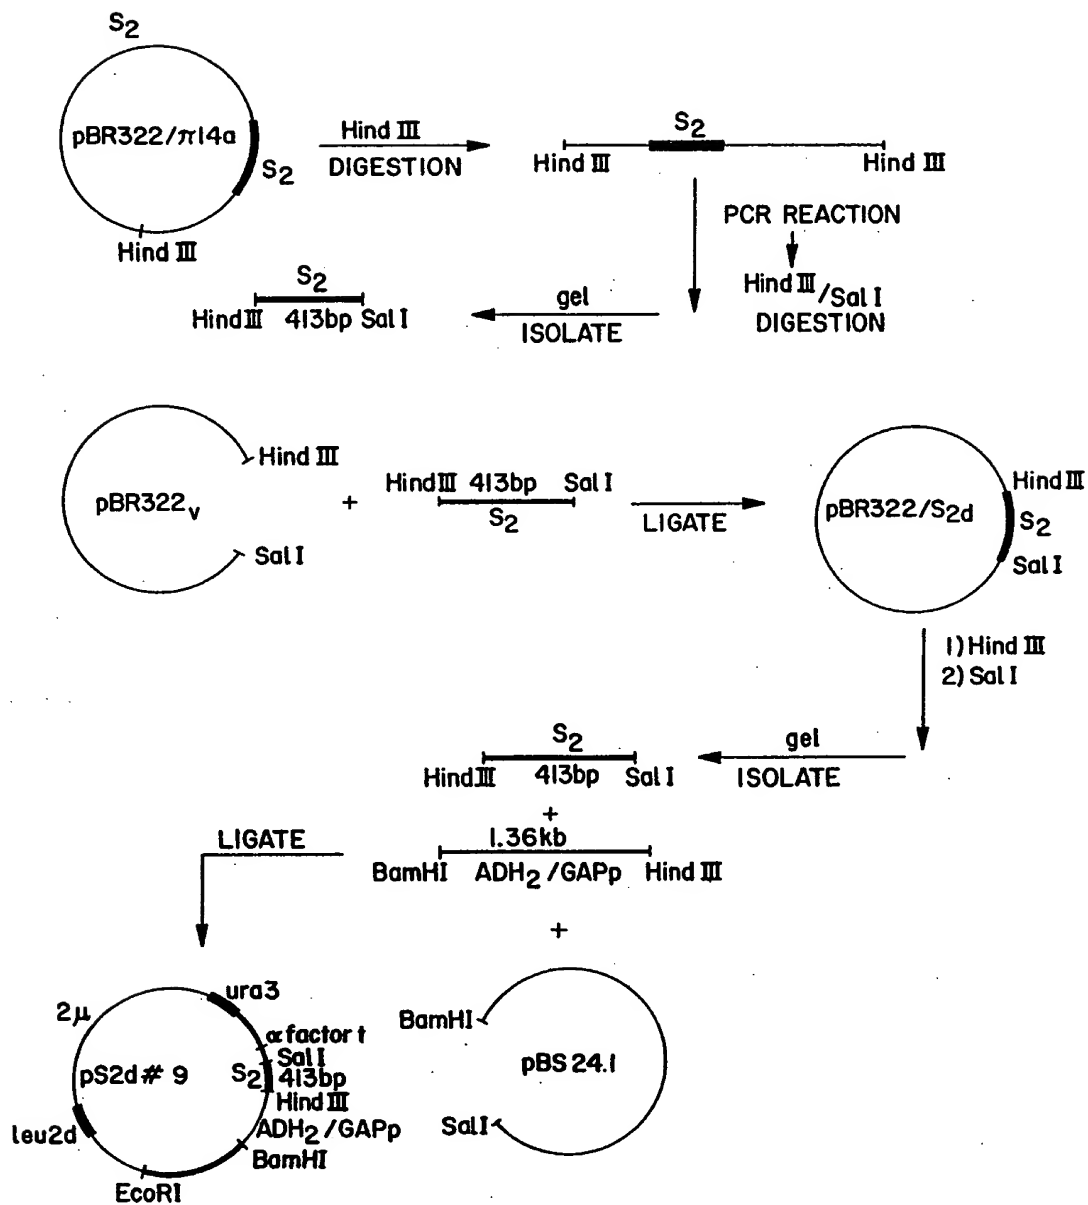 S2
pBR322/π14a
S2
Hind III
Hind III
DIGESTION
S2
Hind III
Hind III
PCR REACTION
Hind III/Sal I
DIGESTION
gel
ISOLATE
S2
Hind III 413bp Sal I
pBR322v
Hind III
Sal I
+
Hind III 413bp Sal I
S2
LIGATE
pBR322/S2d
Hind III
S2
Sal I
1) Hind III
2) Sal I
gel
ISOLATE
S2
Hind III 413bp Sal I
+
1.36kb
BamHI ADH2/GAPp Hind III
+
LIGATE
BamHI
pBS 24.1
Sal I
2μ
ura3
α factor t
Sal I
S2 413bp
Hind III
ADH2/GAPp
BamHI
EcoRI
leu2d
pS2d# 9